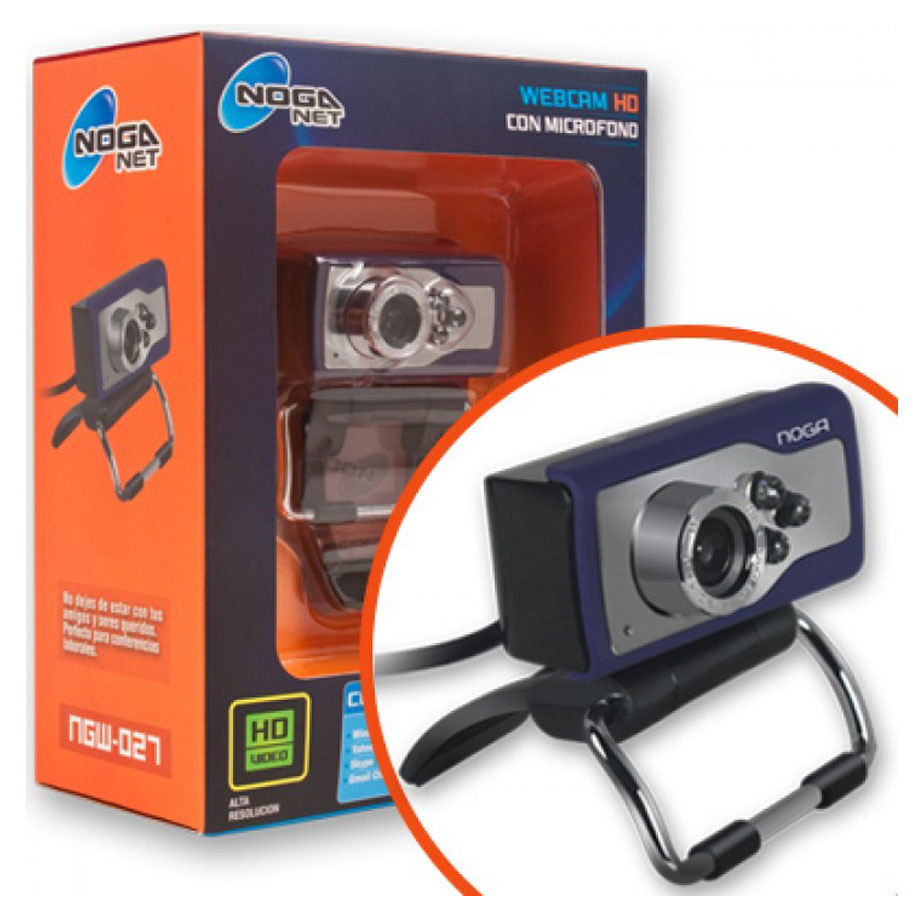 NOGA
NET
NOGA
NET
WEBCAM HD
CON MICROFONO
NOGA
No dejes de estar con tus
amigos y seres queridos.
Perfecta para conferencias
laborales.
NGW-027
HD
VIDEO
ALTA
RESOLUCION
Skype